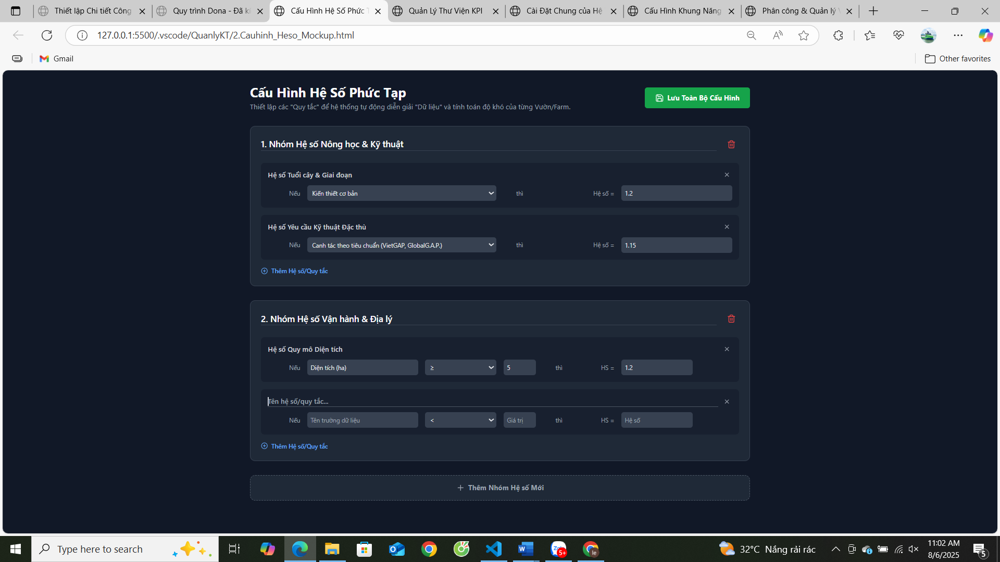 Thiết lập Chi tiết Công
Quy trình Dona - Đã ki
Cấu Hình Hệ Số Phức T
Quản Lý Thư Viện KPI
Cài Đặt Chung của Hệ
Cấu Hình Khung Năng
Phân công & Quản lý V
127.0.0.1:5500/.vscode/QuanlyKT/2.Cauhinh_Heso_Mockup.html
Gmail
Other favorites
Cấu Hình Hệ Số Phức Tạp
Thiết lập các "Quy tắc" để hệ thống tự động diễn giải "Dữ liệu" và tính toán độ khó của từng Vườn/Farm.
Lưu Toàn Bộ Cấu Hình
1. Nhóm Hệ số Nông học & Kỹ thuật
Hệ số Tuổi cây & Giai đoạn
Nếu Kiến thiết cơ bản thì Hệ số = 1.2
Hệ số Yêu cầu Kỹ thuật Đặc thù
Nếu Canh tác theo tiêu chuẩn (VietGAP, GlobalG.A.P.) thì Hệ số = 1.15
Thêm Hệ số/Quy tắc
2. Nhóm Hệ số Vận hành & Địa lý
Hệ số Quy mô Diện tích
Nếu Diện tích (ha) ≥ 5 thì HS = 1.2
Tên hệ số/quy tắc...
Nếu Tên trường dữ liệu < Giá trị thì HS = Hệ số
Thêm Hệ số/Quy tắc
+ Thêm Nhóm Hệ số Mới
Type here to search
5+
32°C Nắng rải rác
11:02 AM
8/6/2025
5